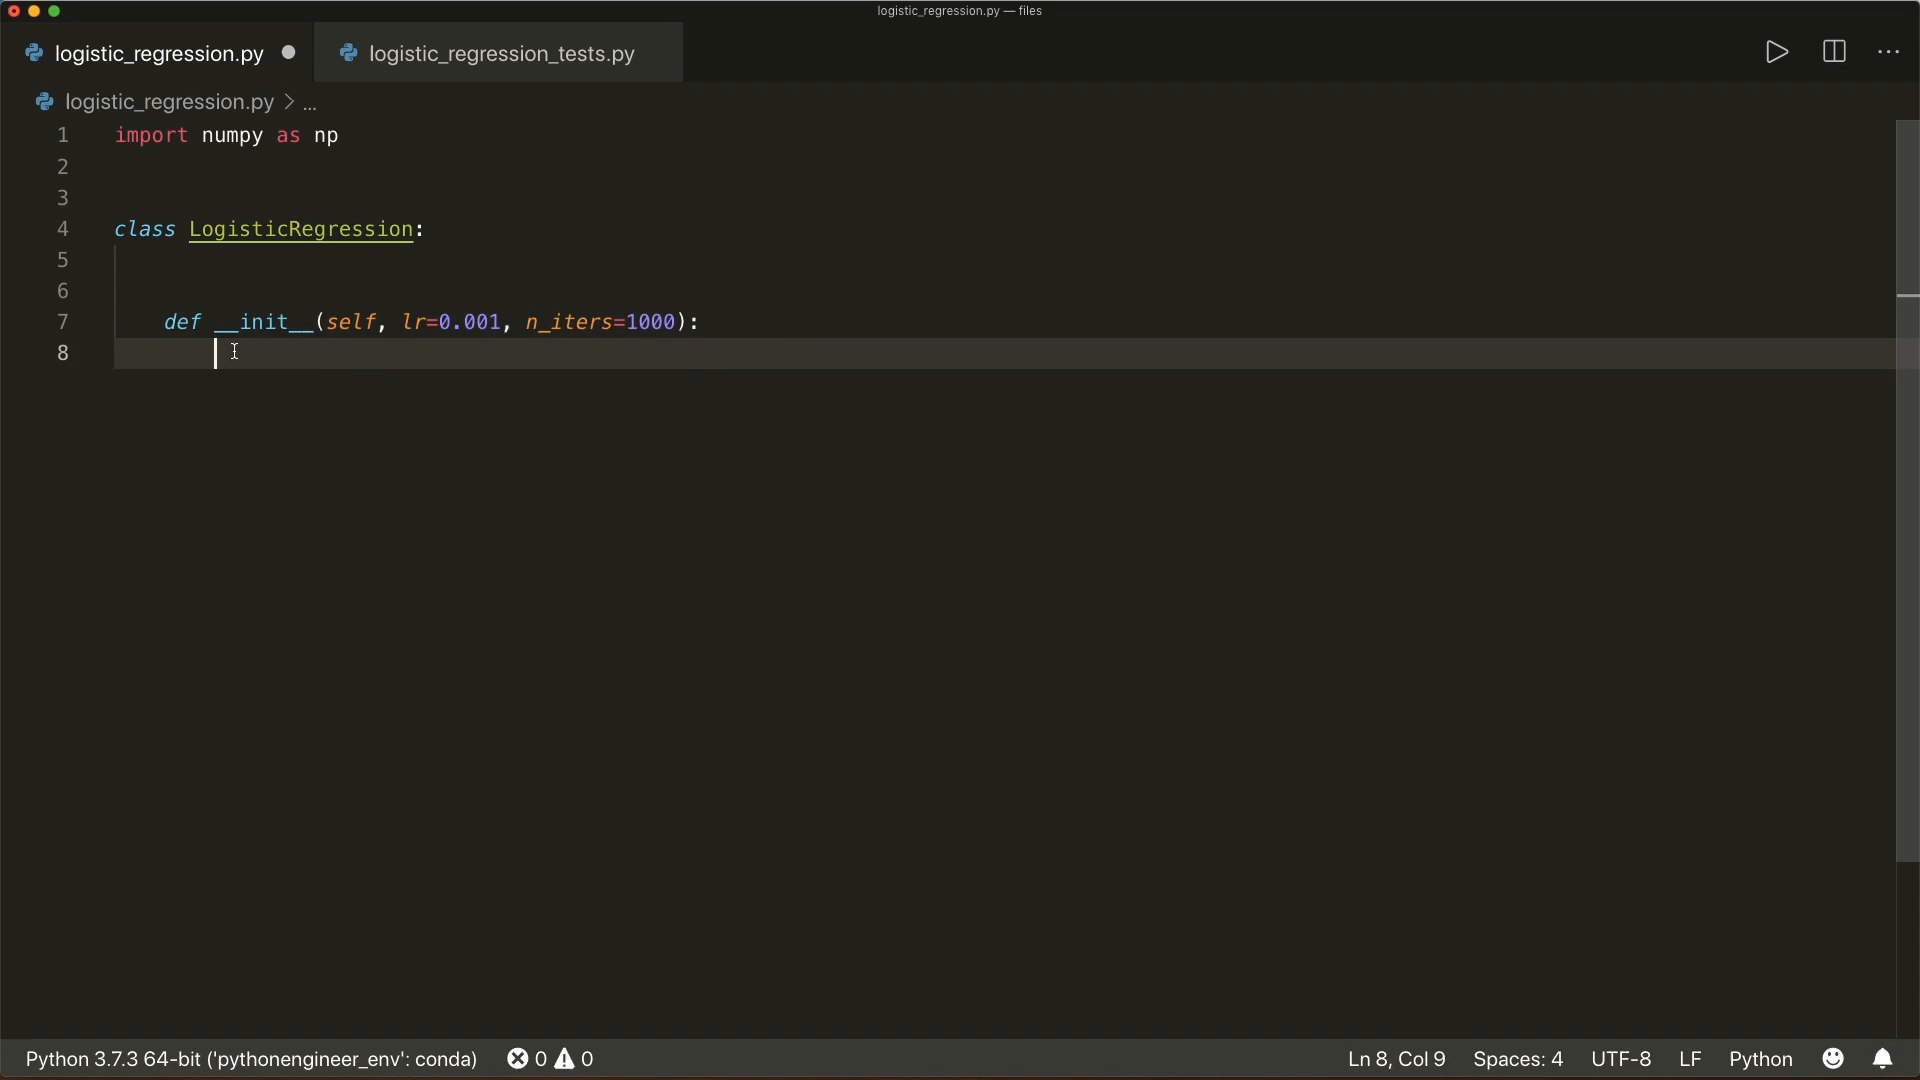 logistic_regression.py — files
logistic_regression.py
logistic_regression_tests.py
logistic_regression.py > ...
1 import numpy as np
2
3
4 class LogisticRegression:
5
6
7     def __init__(self, lr=0.001, n_iters=1000):
8
Python 3.7.3 64-bit ('pythonengineer_env': conda) 0 0 Ln 8, Col 9 Spaces: 4 UTF-8 LF Python